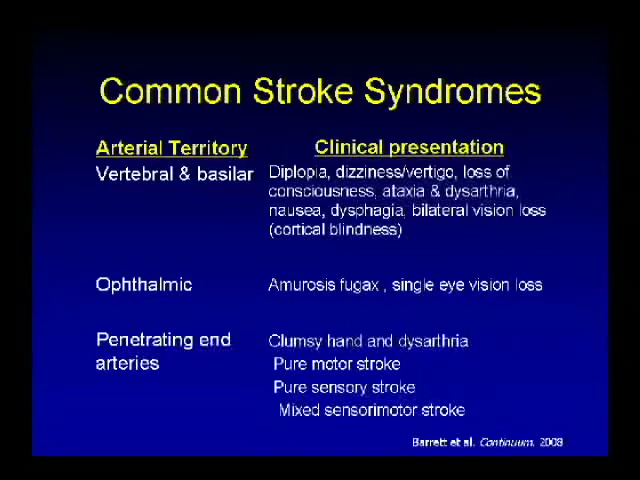 Common Stroke Syndromes
Arterial Territory
Clinical presentation
Vertebral & basilar
Diplopia, dizziness/vertigo, loss of
consciousness, ataxia & dysarthria,
nausea, dysphagia, bilateral vision loss
(cortical blindness)
Ophthalmic
Amurosis fugax , single eye vision loss
Penetrating end
arteries
Clumsy hand and dysarthria
Pure motor stroke
Pure sensory stroke
Mixed sensorimotor stroke
Barrett et al. Continuum. 2008